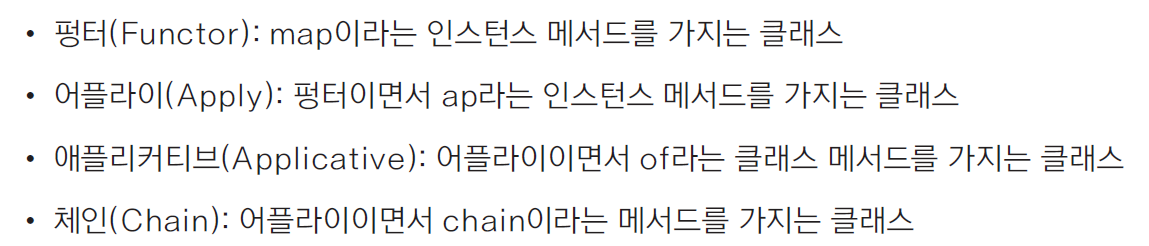 • 펑터(Functor): map이라는 인스턴스 메서드를 가지는 클래스
• 어플라이(Apply): 펑터이면서 ap라는 인스턴스 메서드를 가지는 클래스
• 애플리커티브(Applicative): 어플라이이면서 of라는 클래스 메서드를 가지는 클래스
• 체인(Chain): 어플라이이면서 chain이라는 메서드를 가지는 클래스